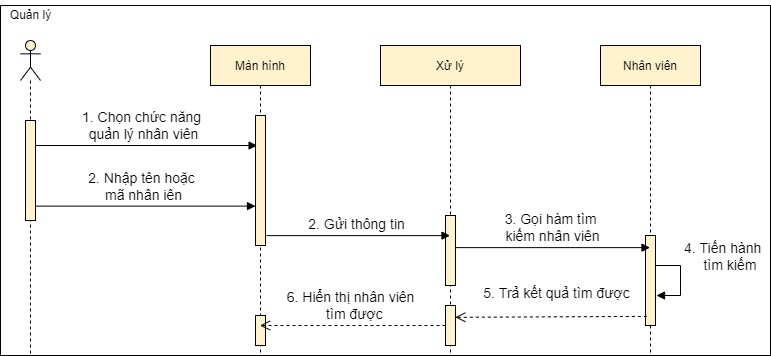 Quản lý
Màn hình
Xử lý
Nhân viên
1. Chọn chức năng
quản lý nhân viên
2. Nhập tên hoặc
mã nhân iên
2. Gửi thông tin
3. Gọi hàm tìm
kiếm nhân viên
4. Tiến hành
tìm kiếm
5. Trả kết quả tìm được
6. Hiển thị nhân viên
tìm được